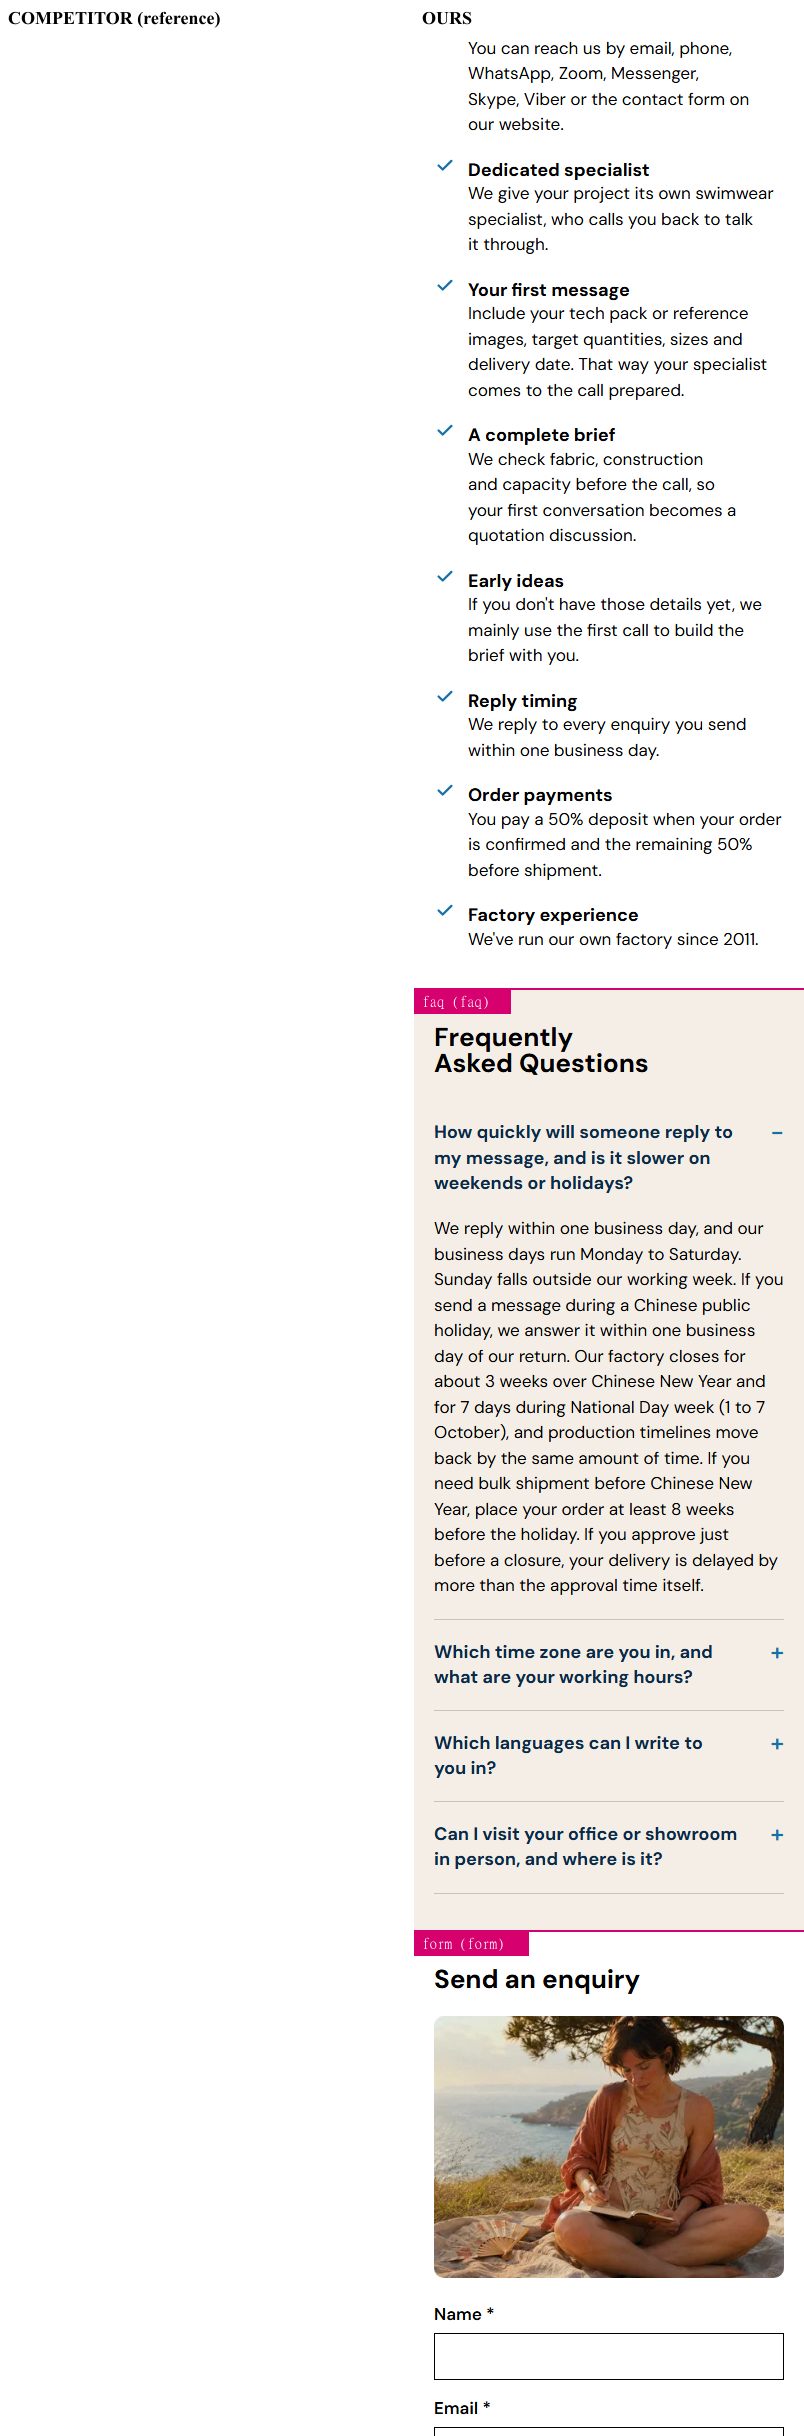 COMPETITOR (reference)
OURS
You can reach us by email, phone,
WhatsApp, Zoom, Messenger,
Skype, Viber or the contact form on
our website.
Dedicated specialist
We give your project its own swimwear
specialist, who calls you back to talk
it through.
Your first message
Include your tech pack or reference
images, target quantities, sizes and
delivery date. That way your specialist
comes to the call prepared.
A complete brief
We check fabric, construction
and capacity before the call, so
your first conversation becomes a
quotation discussion.
Early ideas
If you don't have those details yet, we
mainly use the first call to build the
brief with you.
Reply timing
We reply to every enquiry you send
within one business day.
Order payments
You pay a 50% deposit when your order
is confirmed and the remaining 50%
before shipment.
Factory experience
We've run our own factory since 2011.
faq (faq)
Frequently
Asked Questions
How quickly will someone reply to
my message, and is it slower on
weekends or holidays?
We reply within one business day, and our
business days run Monday to Saturday.
Sunday falls outside our working week. If you
send a message during a Chinese public
holiday, we answer it within one business
day of our return. Our factory closes for
about 3 weeks over Chinese New Year and
for 7 days during National Day week (1 to 7
October), and production timelines move
back by the same amount of time. If you
need bulk shipment before Chinese New
Year, place your order at least 8 weeks
before the holiday. If you approve just
before a closure, your delivery is delayed by
more than the approval time itself.
Which time zone are you in, and
what are your working hours?
Which languages can I write to
you in?
Can I visit your office or showroom
in person, and where is it?
form (form)
Send an enquiry
Name *
Email *